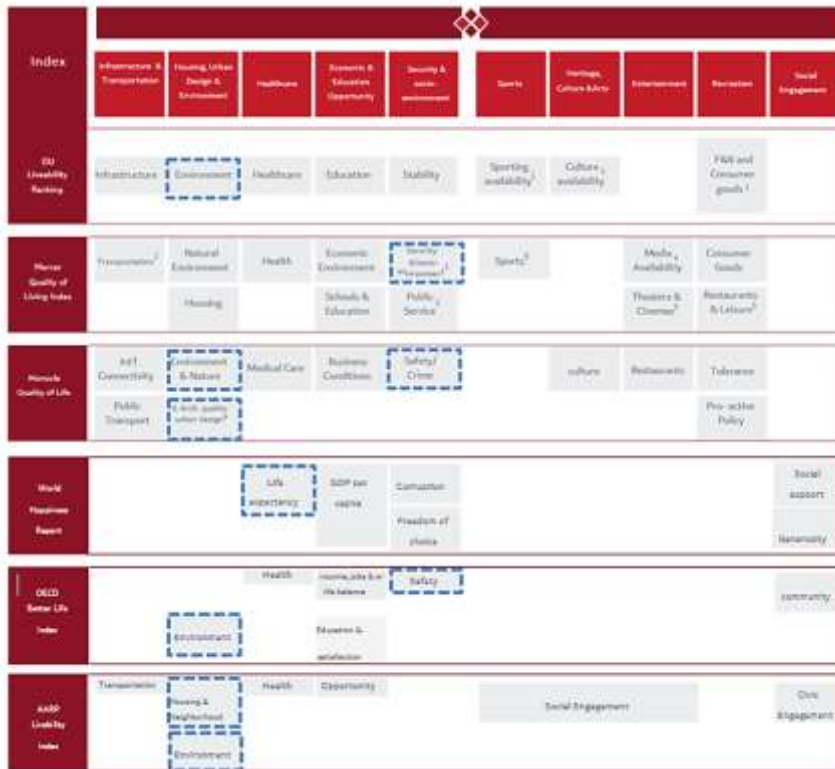 Index
Infrastructure &
Transportation
Housing, Urban
Design &
Environment
Healthcare
Economic &
Education
Opportunity
Security &
socio-
environment
Sports
Heritage,
Culture &Arts
Entertainment
Recreation
Social
Engagement
EIU
Liveability
Ranking
Infrastructure
Environment
Healthcare
Education
Stability
Sporting
availability
Culture
availability
F&B and
Consumer
goods
Mercer
Quality of
Living Index
Transportation
Natural
Environment
Health
Economic
Environment
Security
Sports
Media
Availability
Consumer
Goods
Housing
Schools &
Education
Public
Service
Theaters &
Cinemas
Restaurants
& Leisure
Monocle
Quality of Life
Int'l
Connectivity
Environment
& Nature
Medical Care
Business
Conditions
Safety/
Crime
culture
Restaurants
Tolerance
Public
Transport
quality
urban design
Pro- active
Policy
World
Happiness
Report
Life
expectancy
GDP per
capita
Corruption
Freedom of
choice
Social
support
Generosity
OECD
Better Life
Index
Health
life balance
Safety
community
Environment
Education &
satisfaction
AARP
Livability
Index
Transportation
Housing &
Neighborhood
Health
Opportunity
Social Engagement
Civic
Engagement
Environment